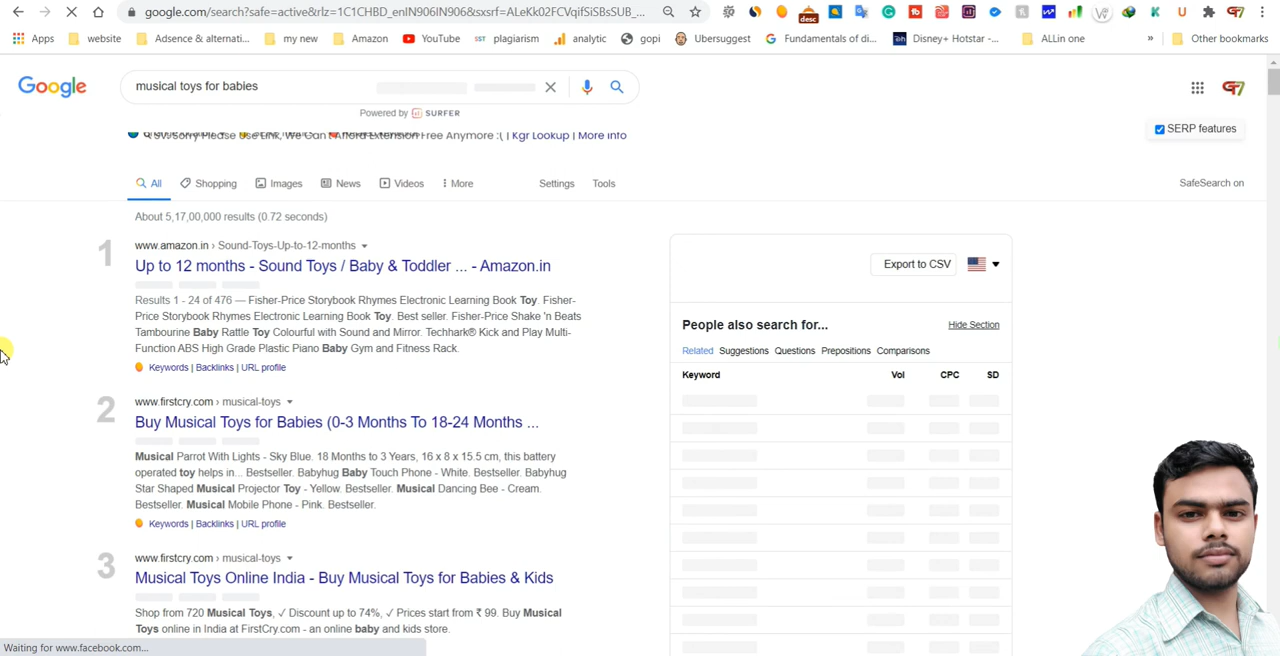 google.com/search?safe=active&rlz=1C1CHBD_enIN906IN906&sxsrf=ALeKk02FCVqifSiSBsSUB_...
Apps website Adsence & alternati... my new Amazon YouTube SST plagiarism analytic gopi Ubersuggest Fundamentals of di... Disney+ Hotstar -... ALLin one » Other bookmarks
Google musical toys for babies
Powered by SURFER
Sorry Please Use Link, We Can't Afford Extension Free Anymore :( | Kgr Lookup | More info
SERP features
All Shopping Images News Videos More Settings Tools SafeSearch on
About 5,17,00,000 results (0.72 seconds)
1
www.amazon.in › Sound-Toys-Up-to-12-months
Up to 12 months - Sound Toys / Baby & Toddler ... - Amazon.in
Results 1 - 24 of 476 — Fisher-Price Storybook Rhymes Electronic Learning Book Toy. Fisher-
Price Storybook Rhymes Electronic Learning Book Toy. Best seller. Fisher-Price Shake 'n Beats
Tambourine Baby Rattle Toy Colourful with Sound and Mirror. Techhark® Kick and Play Multi-
Function ABS High Grade Plastic Piano Baby Gym and Fitness Rack.
Keywords | Backlinks | URL profile
2
www.firstcry.com › musical-toys
Buy Musical Toys for Babies (0-3 Months To 18-24 Months ...
Musical Parrot With Lights - Sky Blue. 18 Months to 3 Years, 16 x 8 x 15.5 cm, this battery
operated toy helps in... Bestseller. Babyhug Baby Touch Phone - White. Bestseller. Babyhug
Star Shaped Musical Projector Toy - Yellow. Bestseller. Musical Dancing Bee - Cream.
Bestseller. Musical Mobile Phone - Pink. Bestseller.
Keywords | Backlinks | URL profile
3
www.firstcry.com › musical-toys
Musical Toys Online India - Buy Musical Toys for Babies & Kids
Shop from 720 Musical Toys, ✓ Discount up to 74%, ✓ Prices start from ₹ 99. Buy Musical
Toys online in India at FirstCry.com - an online baby and kids store.
Export to CSV
People also search for... Hide Section
Related Suggestions Questions Prepositions Comparisons
Keyword Vol CPC SD
Waiting for www.facebook.com...